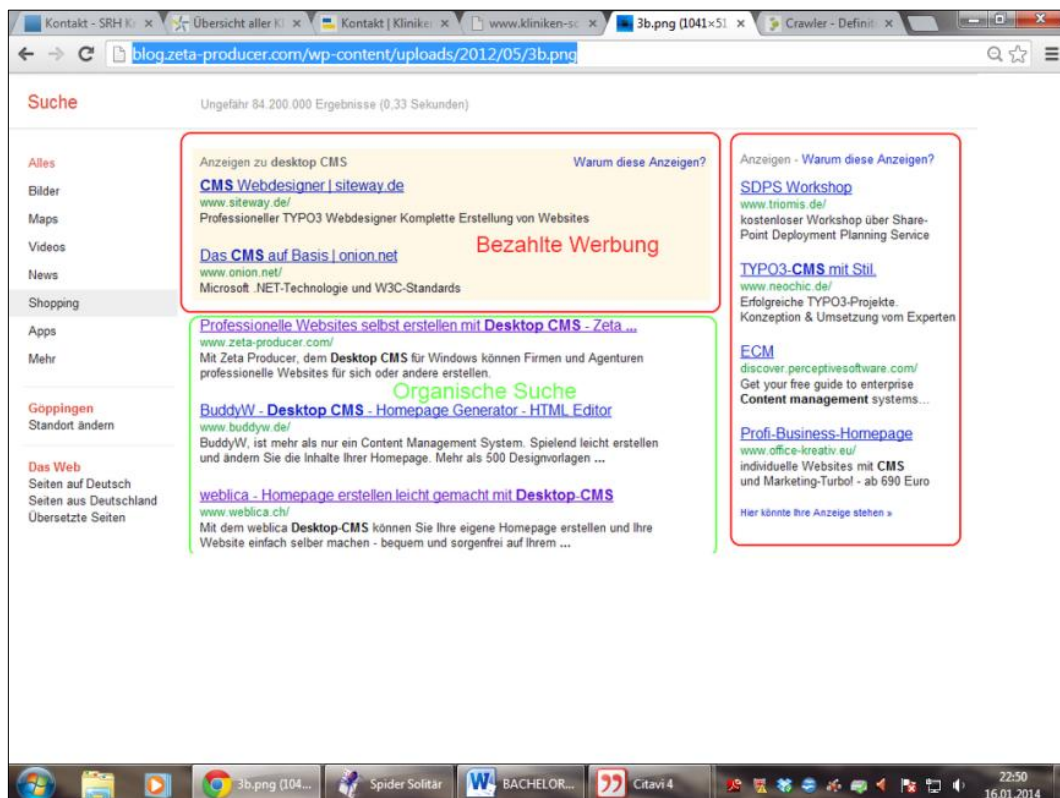 Kontakt - SRH K
Übersicht aller Kl
Kontakt | Kliniken
www.kliniken-sc
3b.png (1041×51
Crawler - Definit
blog.zeta-producer.com/wp-content/uploads/2012/05/3b.png
Suche
Ungefähr 84.200.000 Ergebnisse (0,33 Sekunden)
Alles
Bilder
Maps
Videos
News
Shopping
Apps
Mehr
Göppingen
Standort ändern
Das Web
Seiten auf Deutsch
Seiten aus Deutschland
Übersetzte Seiten
Anzeigen zu desktop CMS
Warum diese Anzeigen?
CMS Webdesigner | siteway.de
www.siteway.de/
Professioneller TYPO3 Webdesigner Komplette Erstellung von Websites
Bezahlte Werbung
Das CMS auf Basis | onion.net
www.onion.net/
Microsoft .NET-Technologie und W3C-Standards
Professionelle Websites selbst erstellen mit Desktop CMS - Zeta ...
www.zeta-producer.com/
Mit Zeta Producer, dem Desktop CMS für Windows können Firmen und Agenturen
professionelle Websites für sich oder andere erstellen.
Organische Suche
BuddyW - Desktop CMS - Homepage Generator - HTML Editor
www.buddyw.de/
BuddyW, ist mehr als nur ein Content Management System. Spielend leicht erstellen
und ändern Sie die Inhalte Ihrer Homepage. Mehr als 500 Designvorlagen ...
weblica - Homepage erstellen leicht gemacht mit Desktop-CMS
www.weblica.ch/
Mit dem weblica Desktop-CMS können Sie Ihre eigene Homepage erstellen und Ihre
Website einfach selber machen - bequem und sorgenfrei auf Ihrem ...
Anzeigen - Warum diese Anzeigen?
SDPS Workshop
www.triomis.de/
kostenloser Workshop über Share-
Point Deployment Planning Service
TYPO3-CMS mit Stil.
www.neochic.de/
Erfolgreiche TYPO3-Projekte.
Konzeption & Umsetzung vom Experten
ECM
discover.perceptivesoftware.com/
Get your free guide to enterprise
Content management systems...
Profi-Business-Homepage
www.office-kreativ.eu/
individuelle Websites mit CMS
und Marketing-Turbo! - ab 690 Euro
Hier könnte Ihre Anzeige stehen »
3b.png (104...
Spider Solitär
BACHELOR...
Citavi 4
22:50
16.01.2014